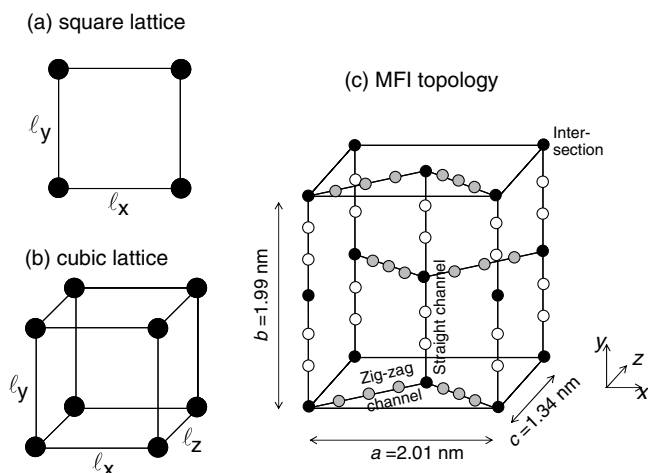 (a) square lattice
ℓy
ℓx
(b) cubic lattice
ℓy
ℓz
ℓx
(c) MFI topology
Inter-
section
b=1.99 nm
Straight channel
Zig-zag
channel
c=1.34 nm
a=2.01 nm
y
z
x